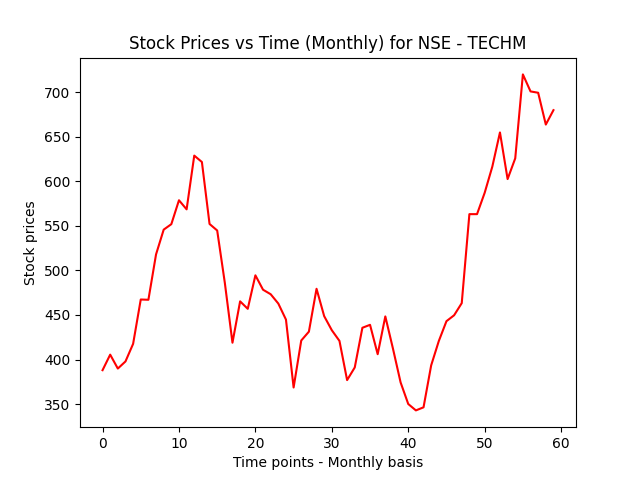 Stock Prices vs Time (Monthly) for NSE - TECHM
Stock prices
700
650
600
550
500
450
400
350
0 10 20 30 40 50 60
Time points - Monthly basis